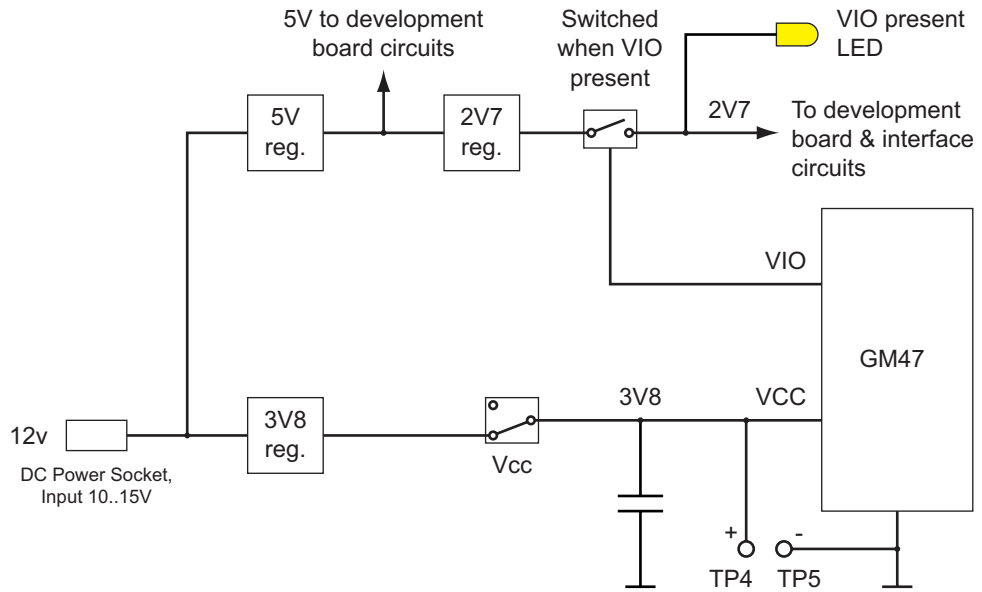 5V to development
board circuits
Switched
when VIO
present
VIO present
LED
5V
reg.
2V7
reg.
2V7
To development
board & interface
circuits
VIO
GM47
12v
DC Power Socket,
Input 10..15V
3V8
reg.
Vcc
3V8
VCC
+
-
TP4
TP5